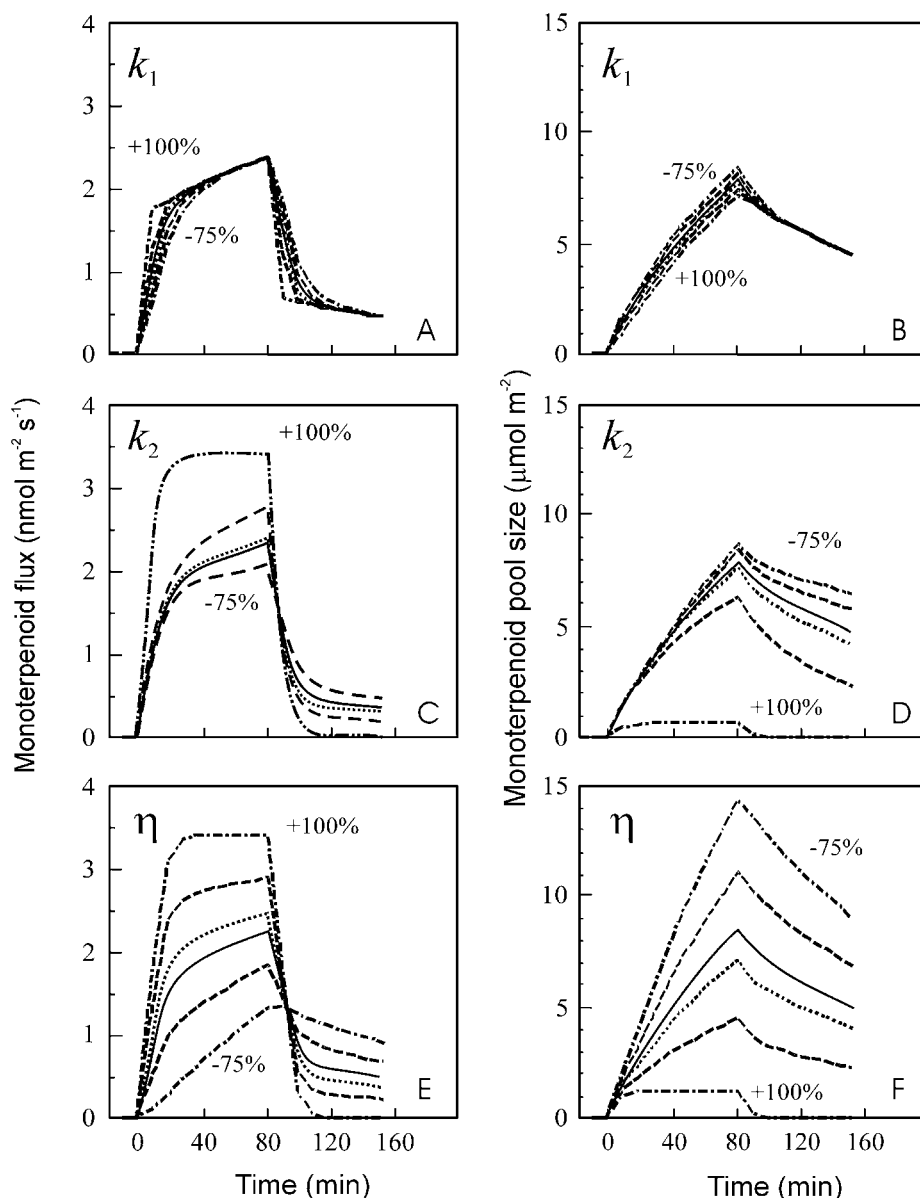 4
3
2
1
0
k₁
+100%
-75%
A
15
10
5
0
k₁
-75%
+100%
B
Monoterpenoid flux (nmol m⁻² s⁻¹)
4
3
2
1
0
k₂
+100%
-75%
C
Monoterpenoid pool size (µmol m⁻²)
15
10
5
0
k₂
-75%
+100%
D
4
3
2
1
0
η
+100%
-75%
E
0 40 80 120 160
Time (min)
15
10
5
0
η
-75%
+100%
F
0 40 80 120 160
Time (min)